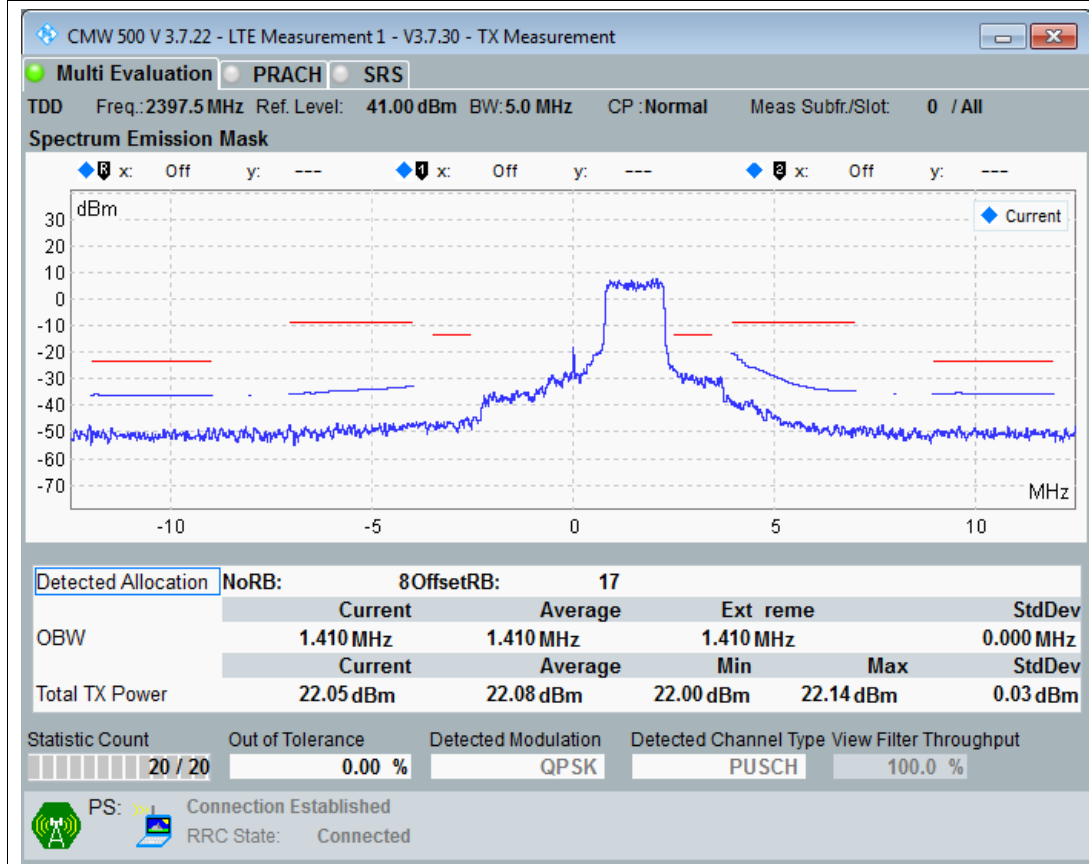 CMW 500 V 3.7.22 - LTE Measurement 1 - V3.7.30 - TX Measurement
Multi Evaluation PRACH SRS
TDD Freq.: 2397.5 MHz Ref. Level: 41.00 dBm BW: 5.0 MHz CP : Normal Meas Subfr./Slot: 0 / All
Spectrum Emission Mask
R x: Off y: --- 1 x: Off y: --- 2 x: Off y: ---
dBm
Current
30
20
10
0
-10
-20
-30
-40
-50
-60
-70
MHz
-10 -5 0 5 10
Detected Allocation NoRB: 8 OffsetRB: 17
Current Average Ext reme StdDev
OBW 1.410 MHz 1.410 MHz 1.410 MHz 0.000 MHz
Current Average Min Max StdDev
Total TX Power 22.05 dBm 22.08 dBm 22.00 dBm 22.14 dBm 0.03 dBm
Statistic Count Out of Tolerance Detected Modulation Detected Channel Type View Filter Throughput
20 / 20 0.00 % QPSK PUSCH 100.0 %
PS: Connection Established
RRC State: Connected